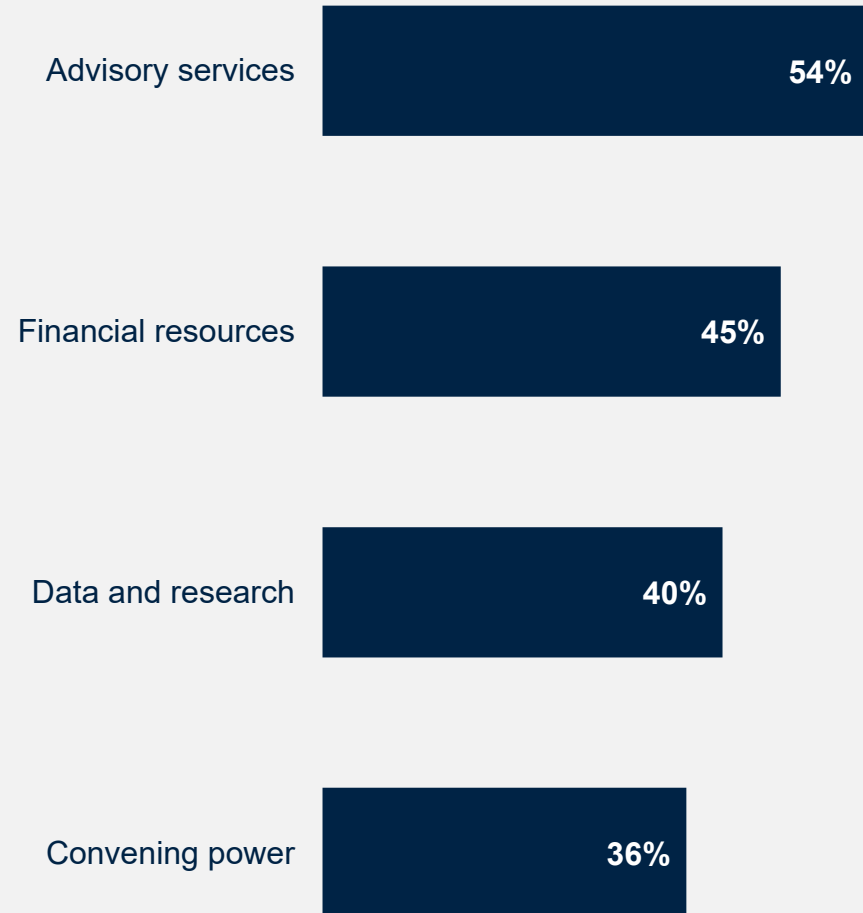 Advisory services 54%
Financial resources 45%
Data and research 40%
Convening power 36%